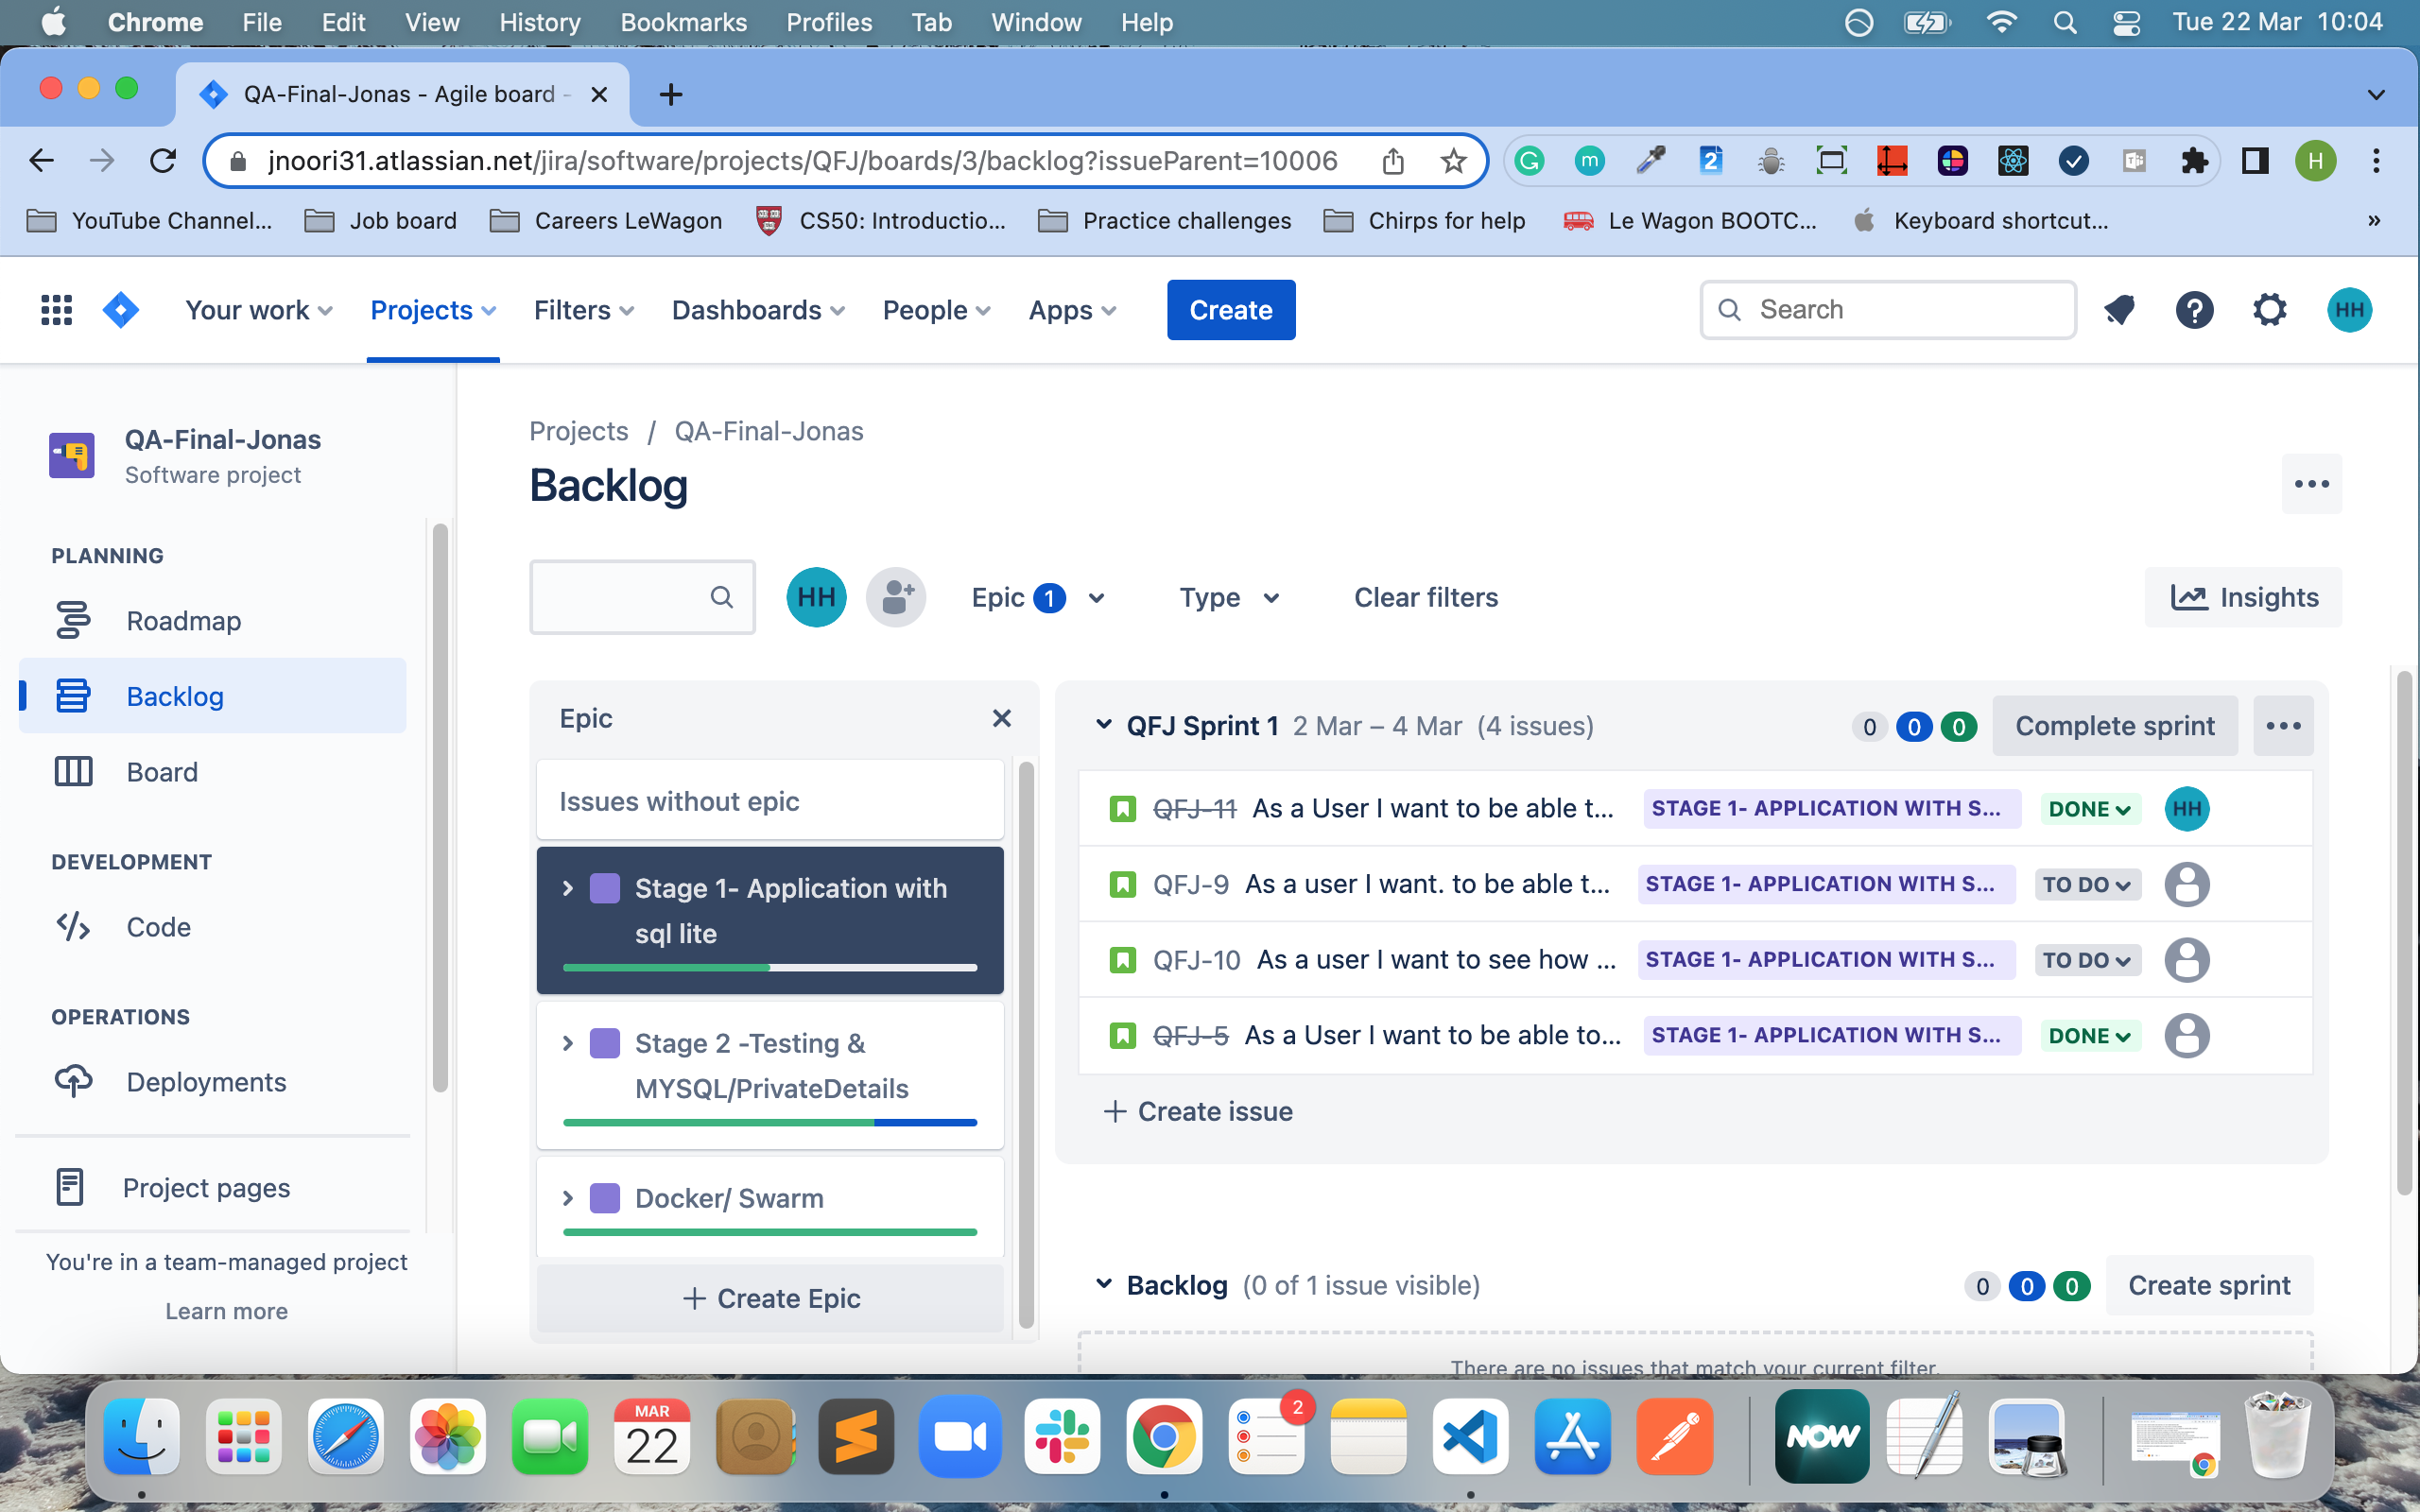 Chrome File Edit View History Bookmarks Profiles Tab Window Help Tue 22 Mar 10:04
QA-Final-Jonas - Agile board -
jnoori31.atlassian.net/jira/software/projects/QFJ/boards/3/backlog?issueParent=10006
YouTube Channel... Job board Careers LeWagon CS50: Introductio... Practice challenges Chirps for help Le Wagon BOOTC... Keyboard shortcut... »
Your work Projects Filters Dashboards People Apps Create Search HH
QA-Final-Jonas
Software project
PLANNING
Roadmap
Backlog
Board
DEVELOPMENT
Code
OPERATIONS
Deployments
Project pages
You're in a team-managed project
Learn more
Projects / QA-Final-Jonas
Backlog
HH Epic 1 Type Clear filters Insights
Epic
Issues without epic
Stage 1- Application with
sql lite
Stage 2 -Testing &
MYSQL/PrivateDetails
Docker/ Swarm
+ Create Epic
QFJ Sprint 1 2 Mar – 4 Mar (4 issues) 0 0 0 Complete sprint
QFJ-11 As a User I want to be able t... STAGE 1- APPLICATION WITH S... DONE HH
QFJ-9 As a user I want. to be able t... STAGE 1- APPLICATION WITH S... TO DO
QFJ-10 As a user I want to see how ... STAGE 1- APPLICATION WITH S... TO DO
QFJ-5 As a User I want to be able to... STAGE 1- APPLICATION WITH S... DONE
+ Create issue
Backlog (0 of 1 issue visible) 0 0 0 Create sprint
There are no issues that match your current filter.
MAR
22
2
NOW